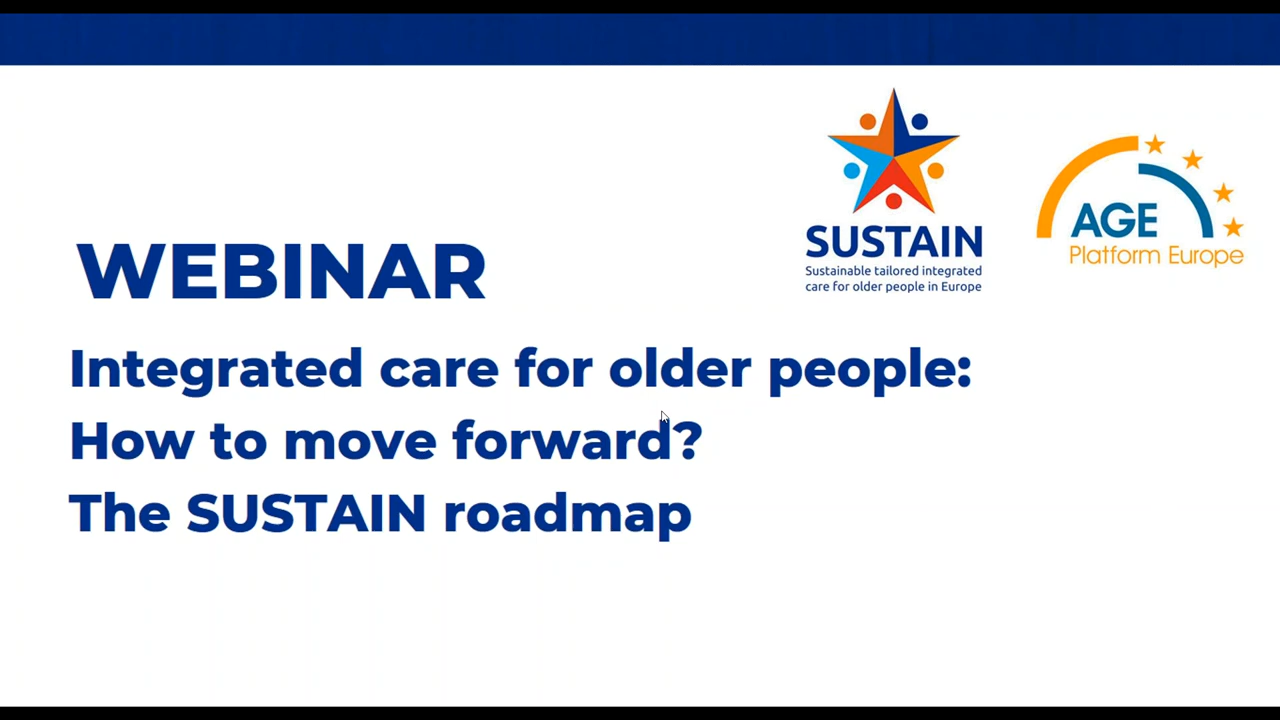 SUSTAIN
Sustainable tailored integrated
care for older people in Europe
AGE
Platform Europe
WEBINAR
Integrated care for older people:
How to move forward?
The SUSTAIN roadmap